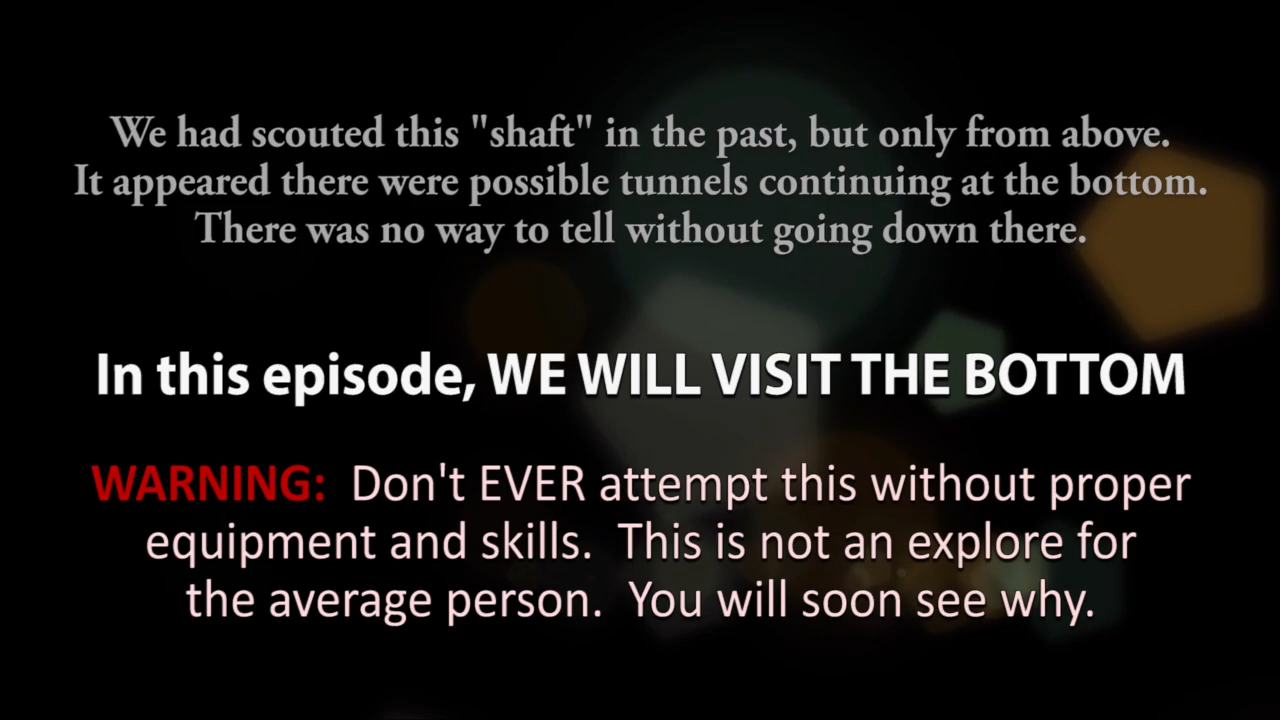 We had scouted this "shaft" in the past, but only from above.
It appeared there were possible tunnels continuing at the bottom.
There was no way to tell without going down there.
In this episode, WE WILL VISIT THE BOTTOM
WARNING:  Don't EVER attempt this without proper
equipment and skills.  This is not an explore for
the average person.  You will soon see why.